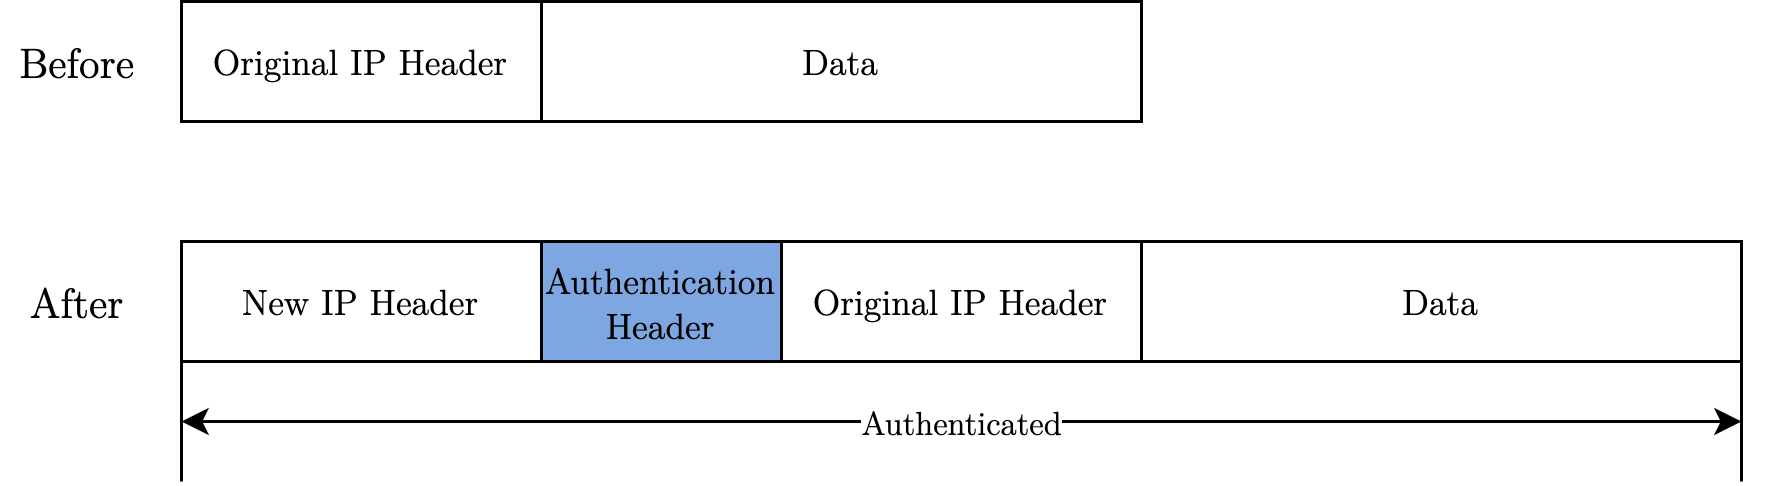 Before
Original IP Header
Data
After
New IP Header
Authentication
Header
Original IP Header
Data
Authenticated